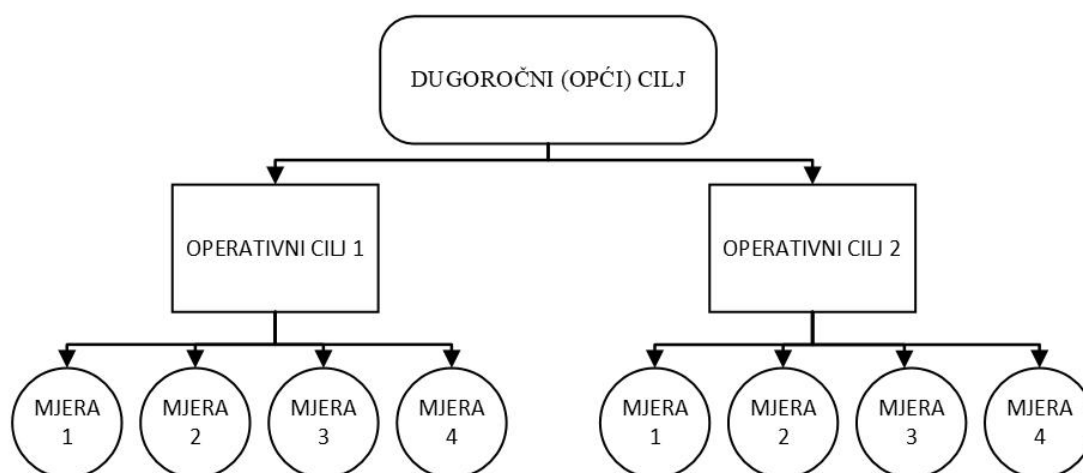 DUGOROČNI (OPĆI) CILJ
OPERATIVNI CILJ 1
OPERATIVNI CILJ 2
MJERA
1
MJERA
2
MJERA
3
MJERA
4
MJERA
1
MJERA
2
MJERA
3
MJERA
4